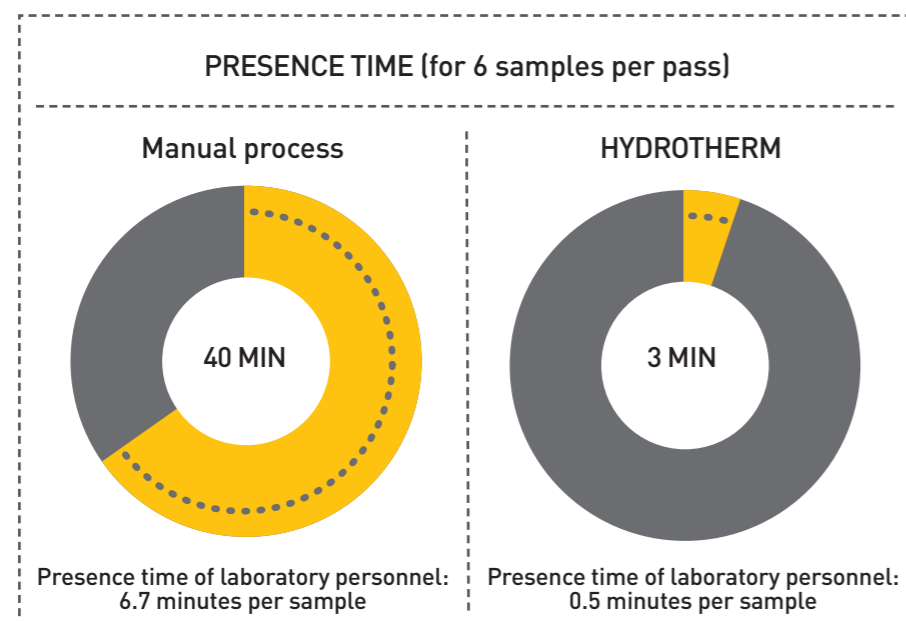 PRESENCE TIME (for 6 samples per pass)
Manual process
40 MIN
Presence time of laboratory personnel:
6.7 minutes per sample
HYDROTHERM
3 MIN
Presence time of laboratory personnel:
0.5 minutes per sample